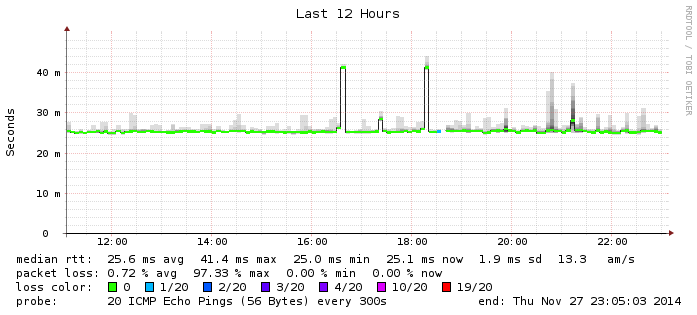 Last 12 Hours
RRDTOOL / TOBI OETIKER
Seconds
40 m
30 m
20 m
10 m
0
12:00 14:00 16:00 18:00 20:00 22:00
median rtt: 25.6 ms avg 41.4 ms max 25.0 ms min 25.1 ms now 1.9 ms sd 13.3 am/s
packet loss: 0.72 % avg 97.33 % max 0.00 % min 0.00 % now
loss color: 0 1/20 2/20 3/20 4/20 10/20 19/20
probe: 20 ICMP Echo Pings (56 Bytes) every 300s end: Thu Nov 27 23:05:03 2014